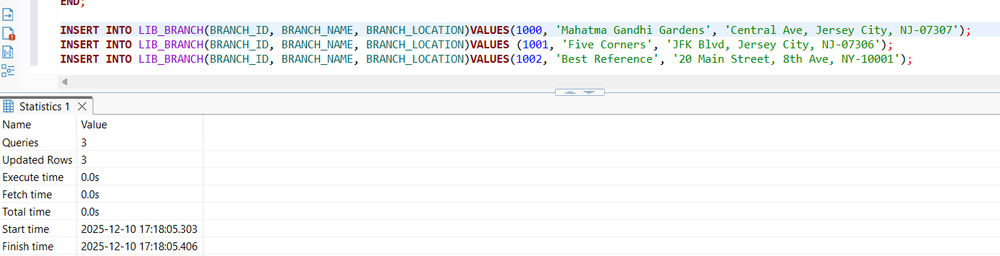 END;
INSERT INTO LIB_BRANCH(BRANCH_ID, BRANCH_NAME, BRANCH_LOCATION)VALUES(1000, 'Mahatma Gandhi Gardens', 'Central Ave, Jersey City, NJ-07307');
INSERT INTO LIB_BRANCH(BRANCH_ID, BRANCH_NAME, BRANCH_LOCATION)VALUES (1001, 'Five Corners', 'JFK Blvd, Jersey City, NJ-07306');
INSERT INTO LIB_BRANCH(BRANCH_ID, BRANCH_NAME, BRANCH_LOCATION)VALUES(1002, 'Best Reference', '20 Main Street, 8th Ave, NY-10001');
Statistics 1
Name Value
Queries 3
Updated Rows 3
Execute time 0.0s
Fetch time 0.0s
Total time 0.0s
Start time 2025-12-10 17:18:05.303
Finish time 2025-12-10 17:18:05.406